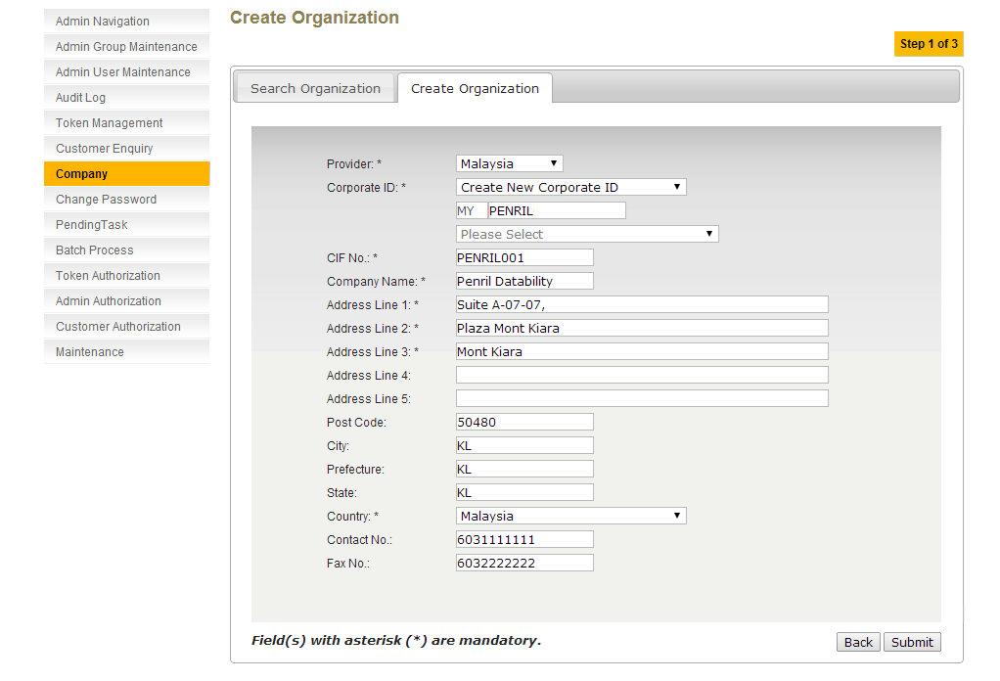 Admin Navigation
Admin Group Maintenance
Admin User Maintenance
Audit Log
Token Management
Customer Enquiry
Company
Change Password
PendingTask
Batch Process
Token Authorization
Admin Authorization
Customer Authorization
Maintenance
Create Organization
Step 1 of 3
Search Organization Create Organization
Provider: * Malaysia
Corporate ID: * Create New Corporate ID
MY PENRIL
Please Select
CIF No.: * PENRIL001
Company Name: * Penril Datability
Address Line 1: * Suite A-07-07,
Address Line 2: * Plaza Mont Kiara
Address Line 3: * Mont Kiara
Address Line 4:
Address Line 5:
Post Code: 50480
City: KL
Prefecture: KL
State: KL
Country: * Malaysia
Contact No.: 6031111111
Fax No.: 6032222222
Field(s) with asterisk (*) are mandatory.
Back Submit